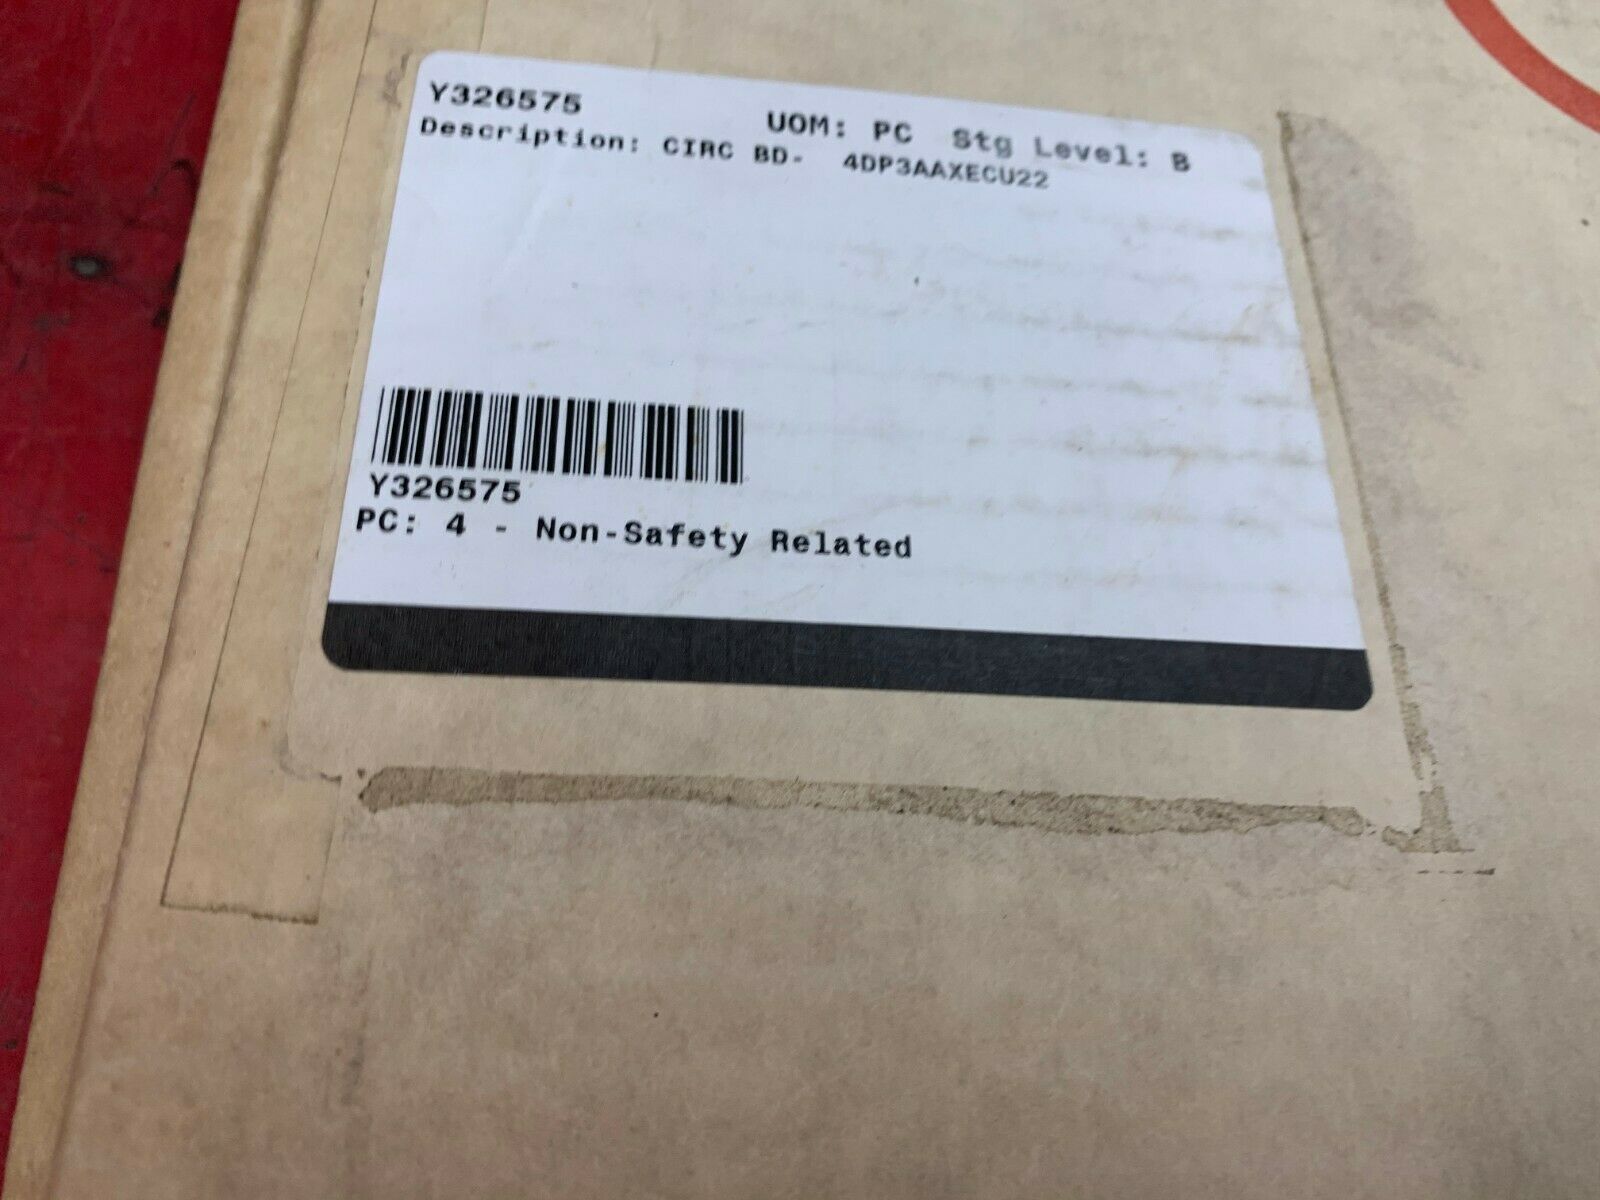 Y326575 UOM: PC Stg Level: B
Description: CIRC BD- 4DP3AAXECU22
Y326575
PC: 4 - Non-Safety Related